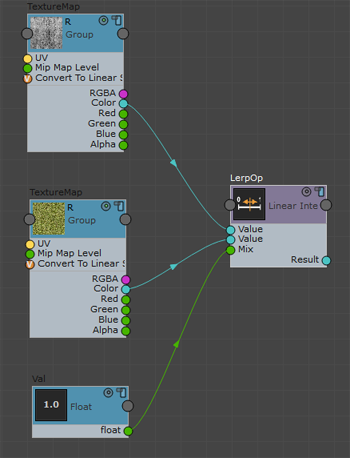 TextureMap
R
Group
UV
Mip Map Level
Convert To Linear S
RGBA
Color
Red
Green
Blue
Alpha
TextureMap
R
Group
UV
Mip Map Level
Convert To Linear S
RGBA
Color
Red
Green
Blue
Alpha
LerpOp
0 1
Linear Inte
Value
Value
Mix
Result
Val
1.0
Float
float